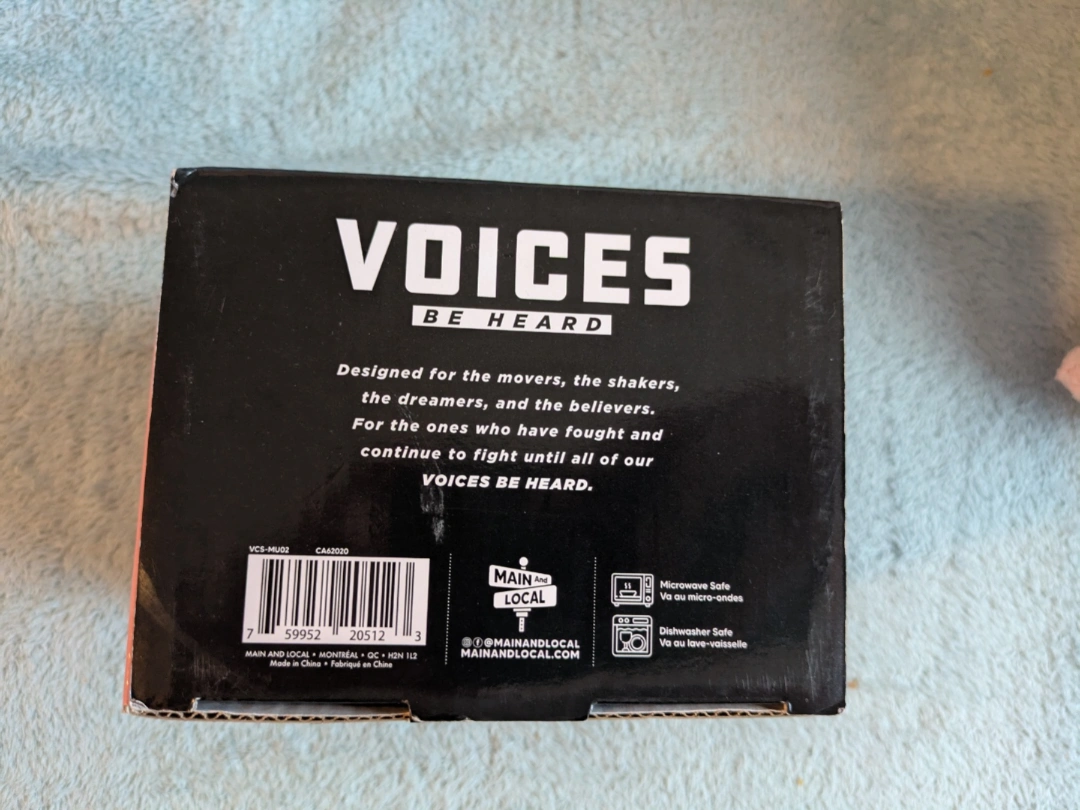 VOICES
BE HEARD
Designed for the movers, the shakers,
the dreamers, and the believers.
For the ones who have fought and
continue to fight until all of our
VOICES BE HEARD.
VCS-MU02 CA62020
7 59952 20512 3
MAIN AND LOCAL • MONTRÉAL • QC • H2N 1L2
Made in China • Fabriqué en Chine
MAIN And
LOCAL
@MAINANDLOCAL
MAINANDLOCAL.COM
Microwave Safe
Va au micro-ondes
Dishwasher Safe
Va au lave-vaisselle